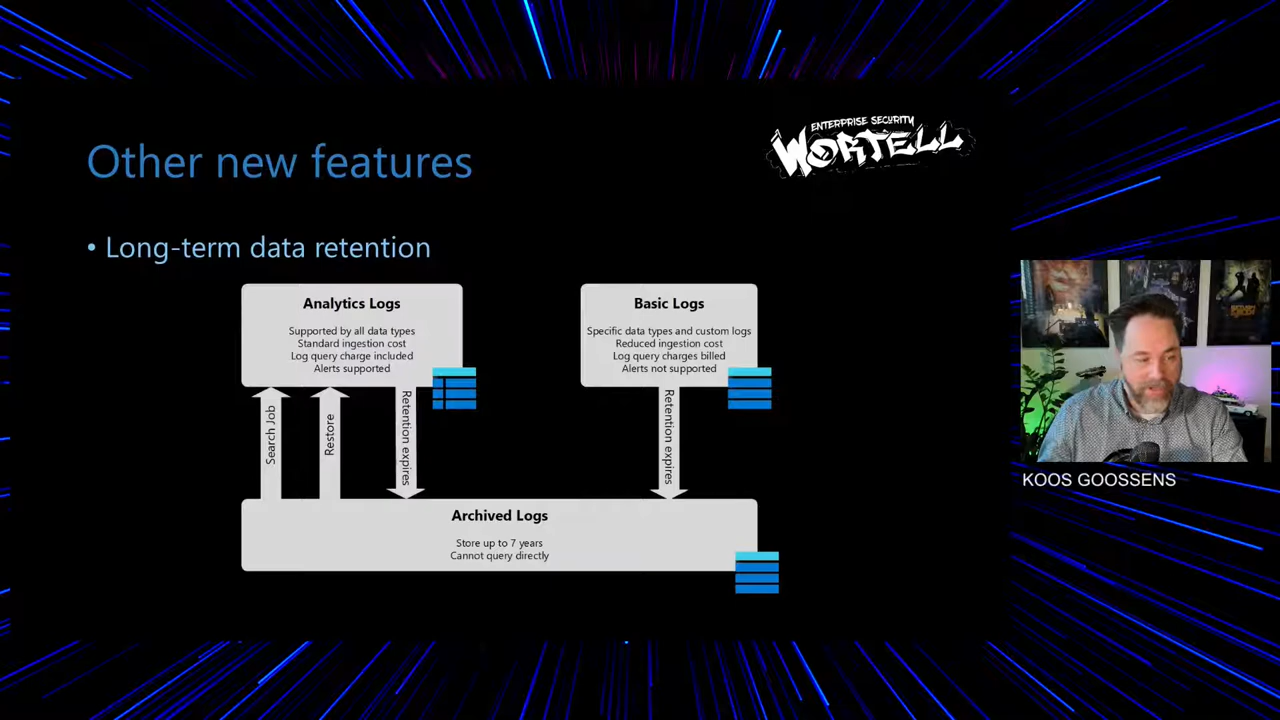 ENTERPRISE SECURITY
WORTELL
Other new features
• Long-term data retention
Analytics Logs
Supported by all data types
Standard ingestion cost
Log query charge included
Alerts supported
Basic Logs
Specific data types and custom logs
Reduced ingestion cost
Log query charges billed
Alerts not supported
Search Job
Restore
Retention expires
Retention expires
Archived Logs
Store up to 7 years
Cannot query directly
KOOS GOOSSENS